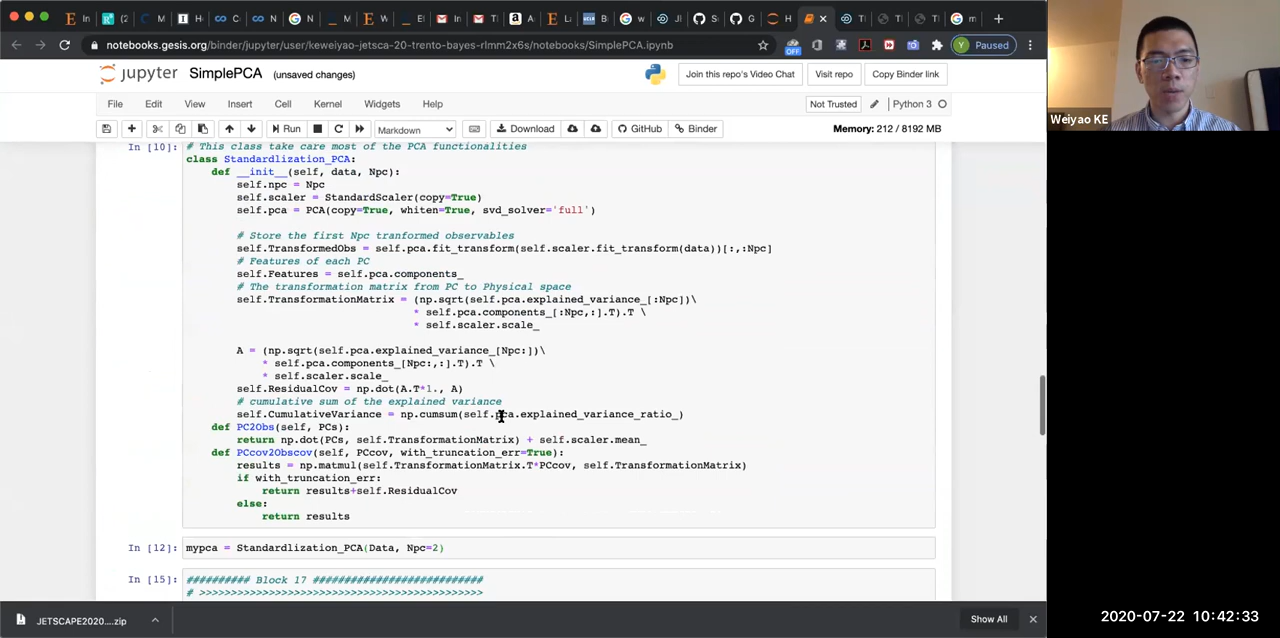 In (2 M I Co Co N M E In T A E L W JI S G H × T T T m +
notebooks.gesis.org/binder/jupyter/user/keweiyao-jetsca-20-trento-bayes-rlmm2x6s/notebooks/SimplePCA.ipynb OFF Y Paused
jupyter SimplePCA (unsaved changes) Join this repo's Video Chat Visit repo Copy Binder link
File Edit View Insert Cell Kernel Widgets Help Not Trusted Python 3
Run Markdown Download GitHub Binder Memory: 212 / 8192 MB
In [10]: # This class take care most of the PCA functionalities
class Standardlization_PCA:
def __init__(self, data, Npc):
self.npc = Npc
self.scaler = StandardScaler(copy=True)
self.pca = PCA(copy=True, whiten=True, svd_solver='full')
# Store the first Npc tranformed observables
self.TransformedObs = self.pca.fit_transform(self.scaler.fit_transform(data))[:,:Npc]
# Features of each PC
self.Features = self.pca.components_
# The transformation matrix from PC to Physical space
self.TransformationMatrix = (np.sqrt(self.pca.explained_variance_[:Npc])\
* self.pca.components_[:Npc,:].T).T \
* self.scaler.scale_
A = (np.sqrt(self.pca.explained_variance_[Npc:])\
* self.pca.components_[Npc:,:].T).T \
* self.scaler.scale_
self.ResidualCov = np.dot(A.T*1., A)
# cumulative sum of the explained variance
self.CumulativeVariance = np.cumsum(self.pca.explained_variance_ratio_)
def PC2Obs(self, PCs):
return np.dot(PCs, self.TransformationMatrix) + self.scaler.mean_
def PCcov2Obscov(self, PCcov, with_truncation_err=True):
results = np.matmul(self.TransformationMatrix.T*PCcov, self.TransformationMatrix)
if with_truncation_err:
return results+self.ResidualCov
else:
return results
In [12]: mypca = Standardlization_PCA(Data, Npc=2)
In [15]: ########## Block 17 ###########################
# >>>>>>>>>>>>>>>>>>>>>>>>>>>>>>>>>>>>>>>>>>>>>>
JETSCAPE2020....zip Show All
Weiyao KE
2020-07-22 10:42:33